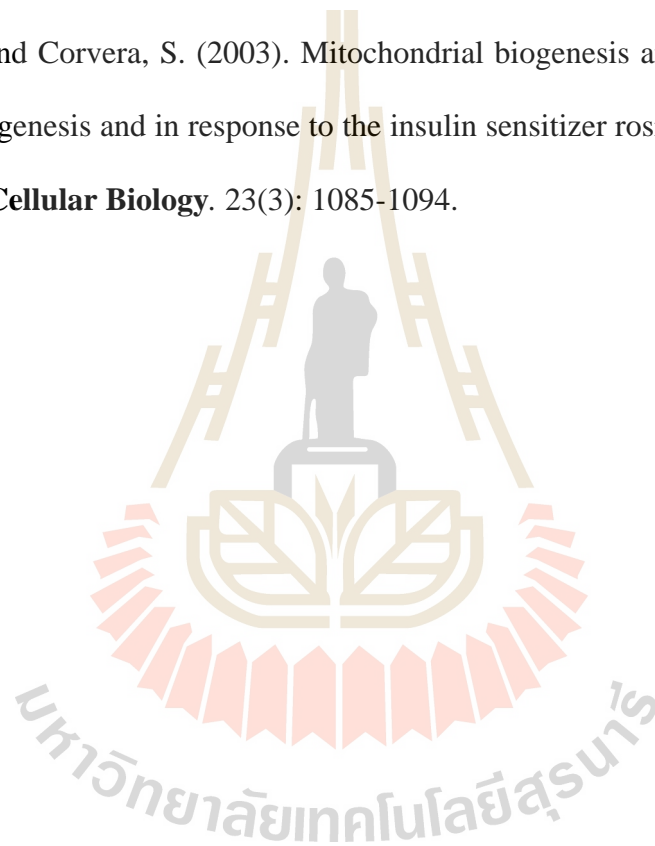 nd Corvera, S. (2003). Mitochondrial biogenesis a
genesis and in response to the insulin sensitizer ros
Cellular Biology. 23(3): 1085-1094.
มหาวิทยาลัยเทคโนโลยีสุรนารี